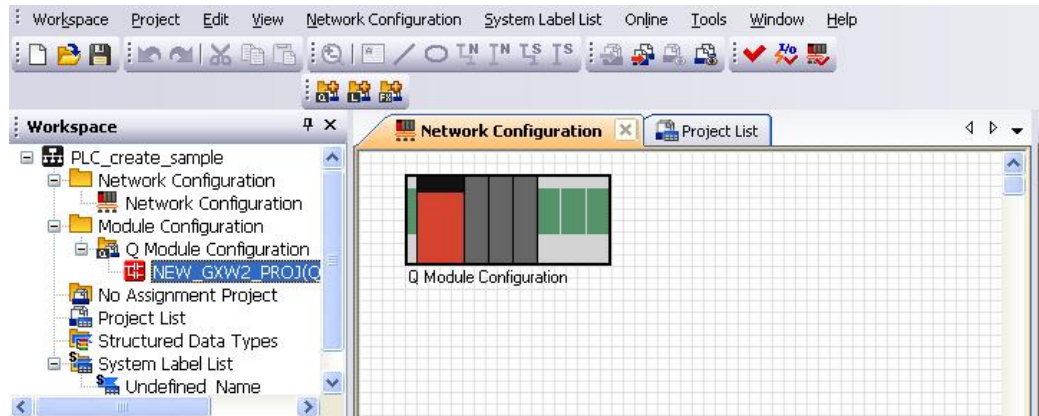 Workspace Project Edit View Network Configuration System Label List Online Tools Window Help
Workspace
Network Configuration Project List
PLC_create_sample
Network Configuration
Network Configuration
Module Configuration
Q Module Configuration
NEW_GXW2_PROJ(Q
No Assignment Project
Project List
Structured Data Types
System Label List
Undefined_Name
Q Module Configuration